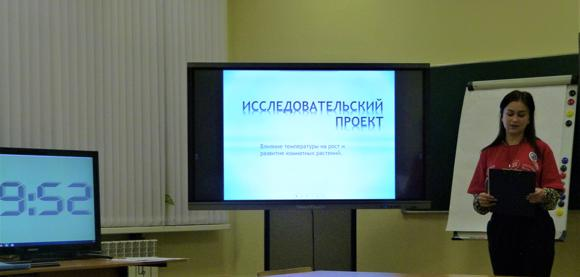 ИССЛЕДОВАТЕЛЬСКИЙ
ПРОЕКТ
Влияние температуры на рост и
развитие комнатных растений.
9:52